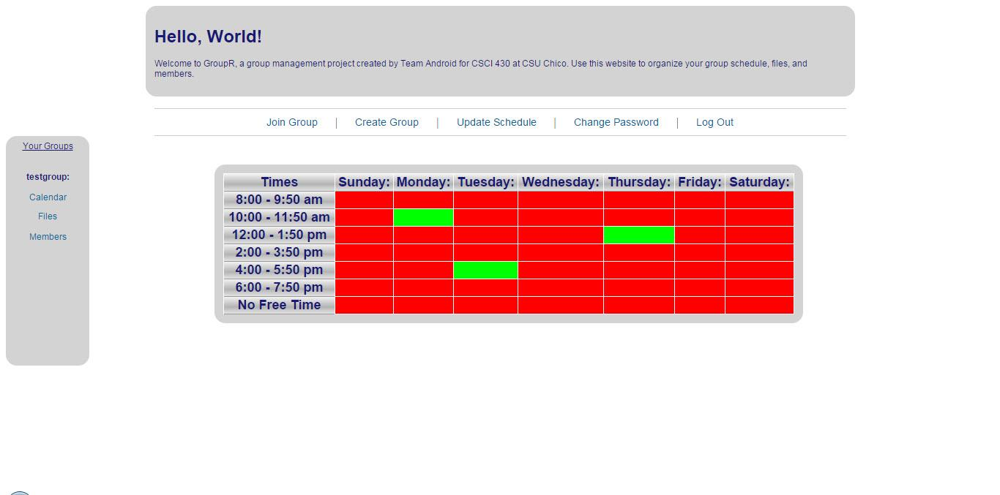 Hello, World!
Welcome to GroupR, a group management project created by Team Android for CSCI 430 at CSU Chico. Use this website to organize your group schedule, files, and
members.
Join Group | Create Group | Update Schedule | Change Password | Log Out
Your Groups
testgroup:
Calendar
Files
Members
Times Sunday: Monday: Tuesday: Wednesday: Thursday: Friday: Saturday:
8:00 - 9:50 am
10:00 - 11:50 am
12:00 - 1:50 pm
2:00 - 3:50 pm
4:00 - 5:50 pm
6:00 - 7:50 pm
No Free Time